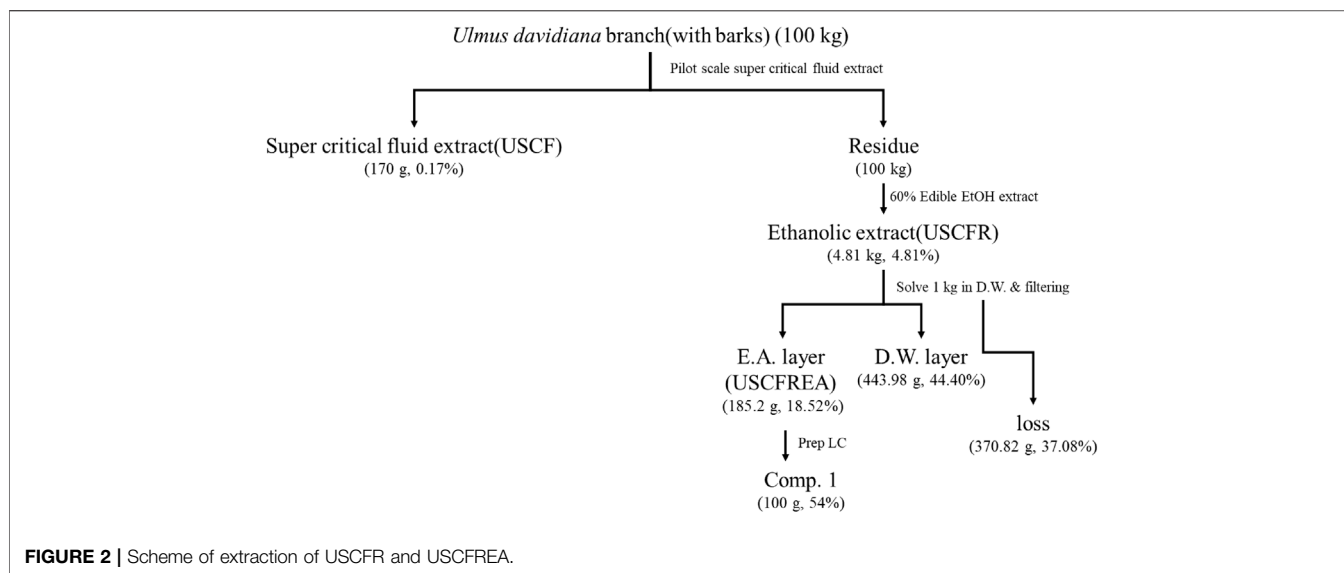 Ulmus davidiana branch(with barks) (100 kg)
Pilot scale super critical fluid extract
Super critical fluid extract(USCF)
(170 g, 0.17%)
Residue
(100 kg)
60% Edible EtOH extract
Ethanolic extract(USCFR)
(4.81 kg, 4.81%)
Solve 1 kg in D.W. & filtering
E.A. layer
(USCFREA)
(185.2 g, 18.52%)
D.W. layer
(443.98 g, 44.40%)
loss
(370.82 g, 37.08%)
Prep LC
Comp. 1
(100 g, 54%)
FIGURE 2 | Scheme of extraction of USCFR and USCFREA.